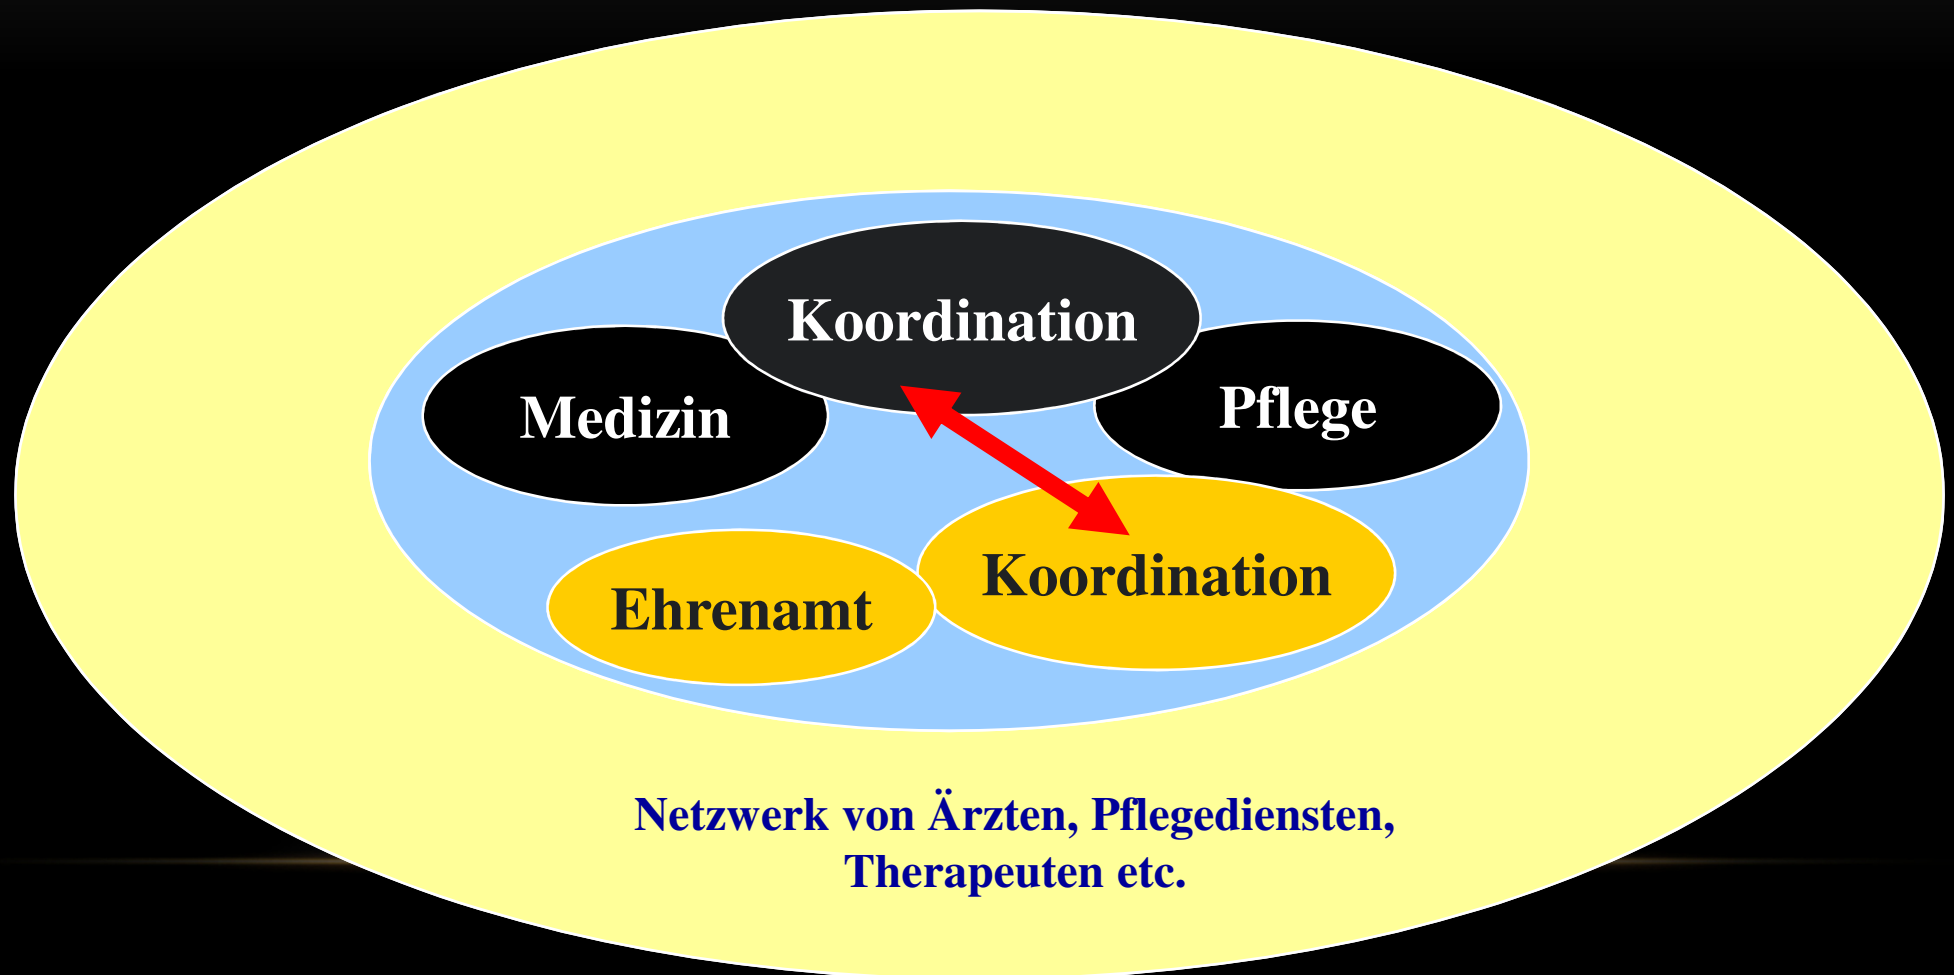 Koordination
Medizin
Pflege
Koordination
Ehrenamt
Netzwerk von Ärzten, Pflegediensten,
Therapeuten etc.